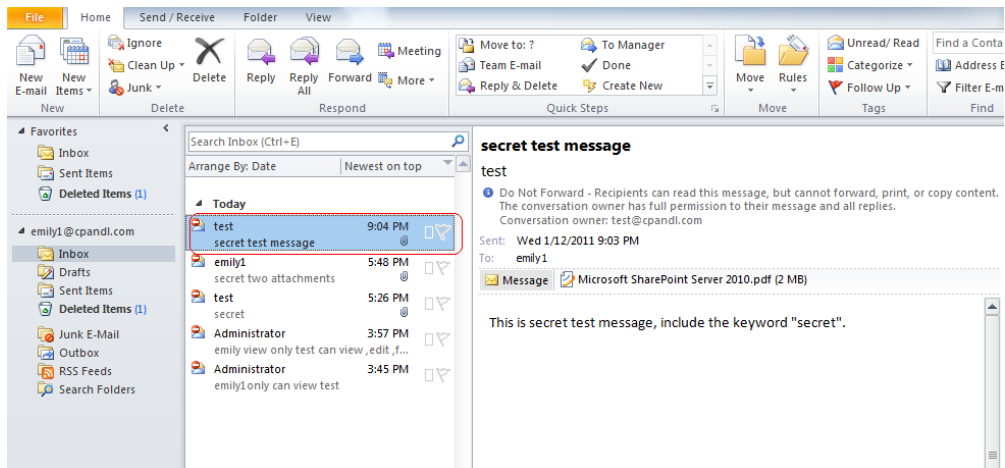 File Home Send / Receive Folder View
New E-mail
New Items
New
Ignore
Clean Up
Junk
Delete
Delete
Reply
Reply All
Forward
Meeting
More
Respond
Move to: ?
Team E-mail
Reply & Delete
To Manager
Done
Create New
Quick Steps
Move
Rules
Move
Unread/ Read
Categorize
Follow Up
Tags
Find a Conta
Address B
Filter E-m
Find
Favorites
Inbox
Sent Items
Deleted Items (1)
emily1@cpandl.com
Inbox
Drafts
Sent Items
Deleted Items (1)
Junk E-Mail
Outbox
RSS Feeds
Search Folders
Search Inbox (Ctrl+E)
Arrange By: Date Newest on top
Today
test 9:04 PM
secret test message
emily1 5:48 PM
secret two attachments
test 5:26 PM
secret
Administrator 3:57 PM
emily view only test can view ,edit ,f...
Administrator 3:45 PM
emily1only can view test
secret test message
test
Do Not Forward - Recipients can read this message, but cannot forward, print, or copy content.
The conversation owner has full permission to their message and all replies.
Conversation owner: test@cpandl.com
Sent: Wed 1/12/2011 9:03 PM
To: emily1
Message Microsoft SharePoint Server 2010.pdf (2 MB)
This is secret test message, include the keyword "secret".